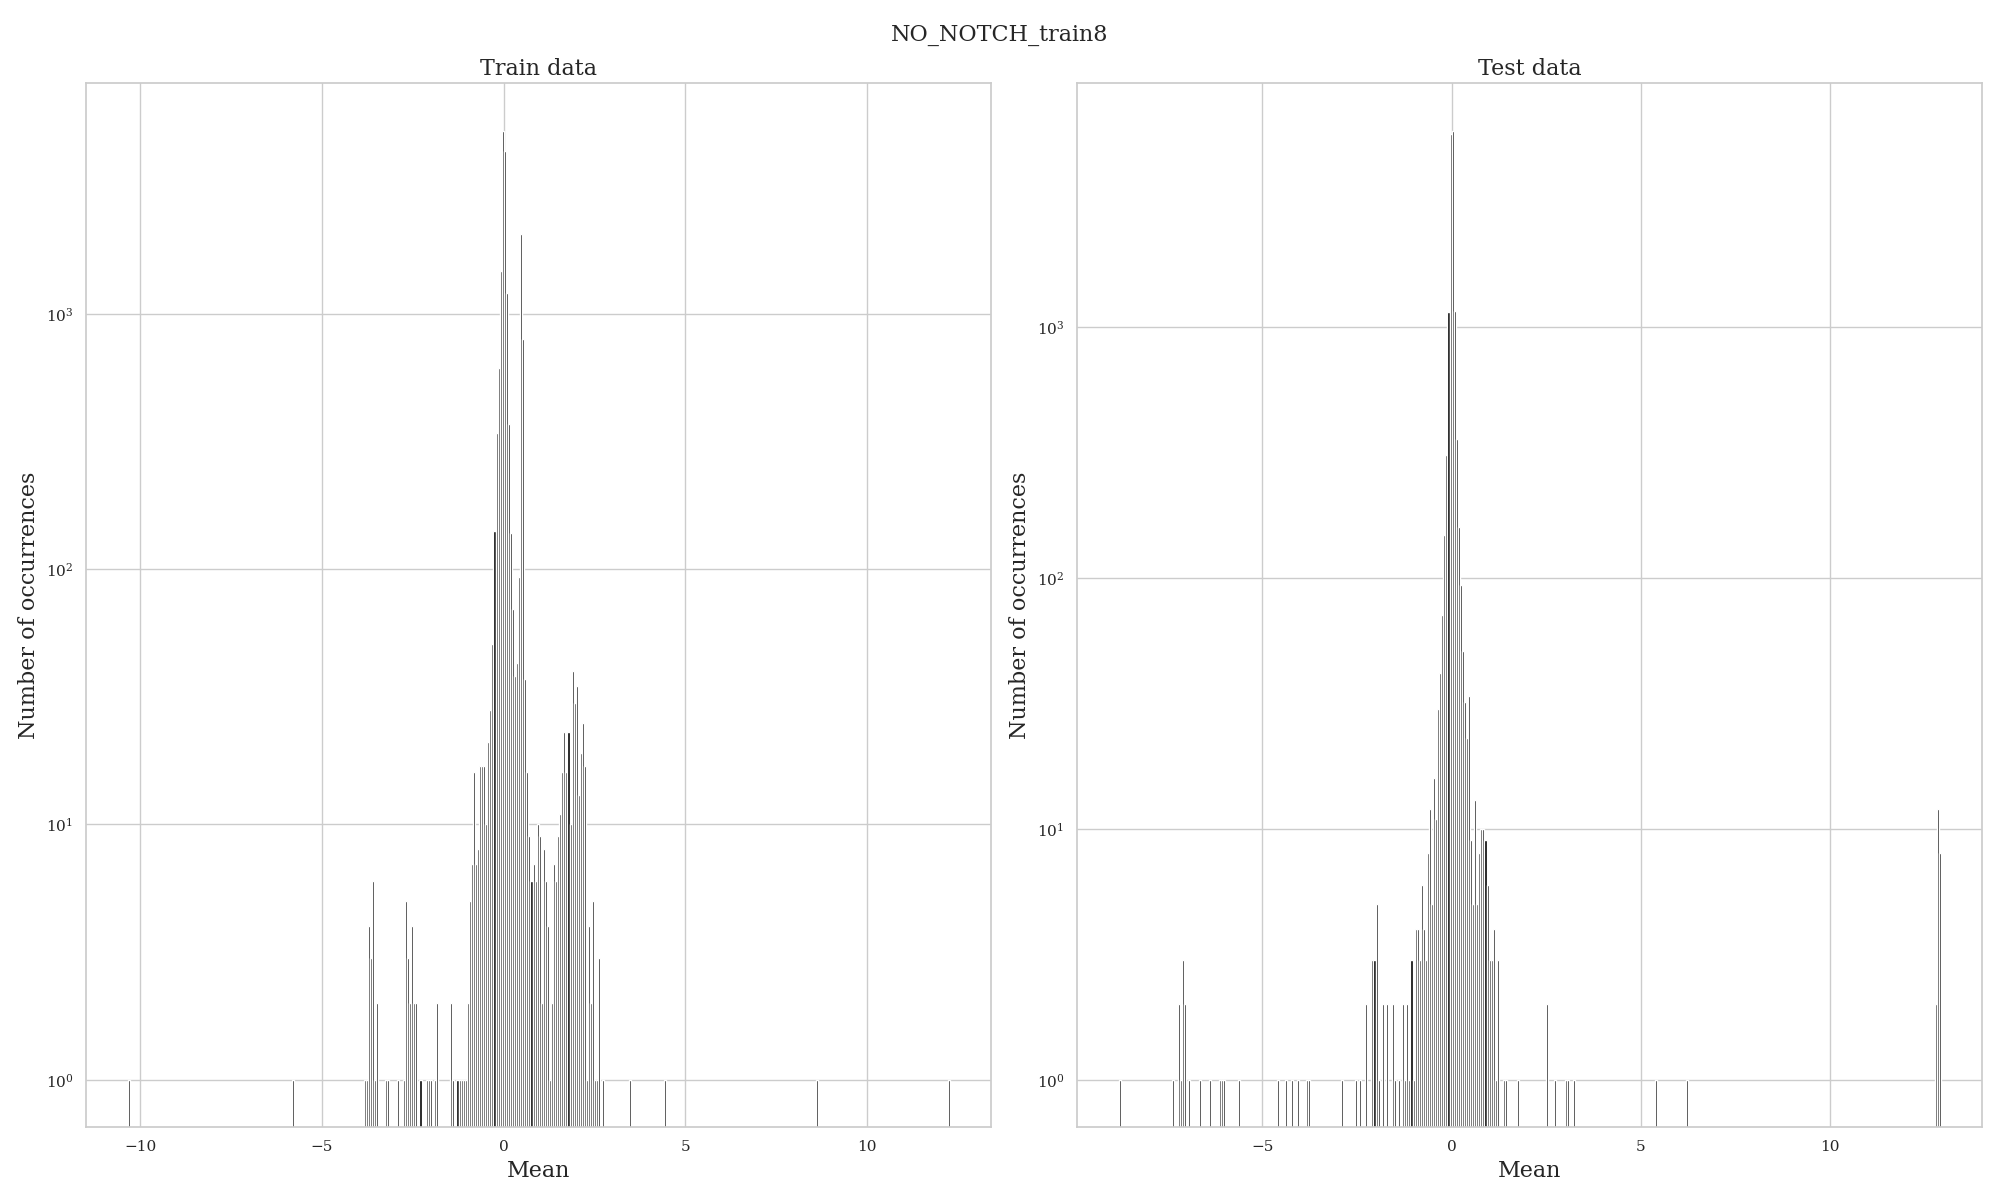 NO_NOTCH_train8
Train data
Number of occurrences
10³
10²
10¹
10⁰
−10 −5 0 5 10
Mean
Test data
Number of occurrences
10³
10²
10¹
10⁰
−5 0 5 10
Mean